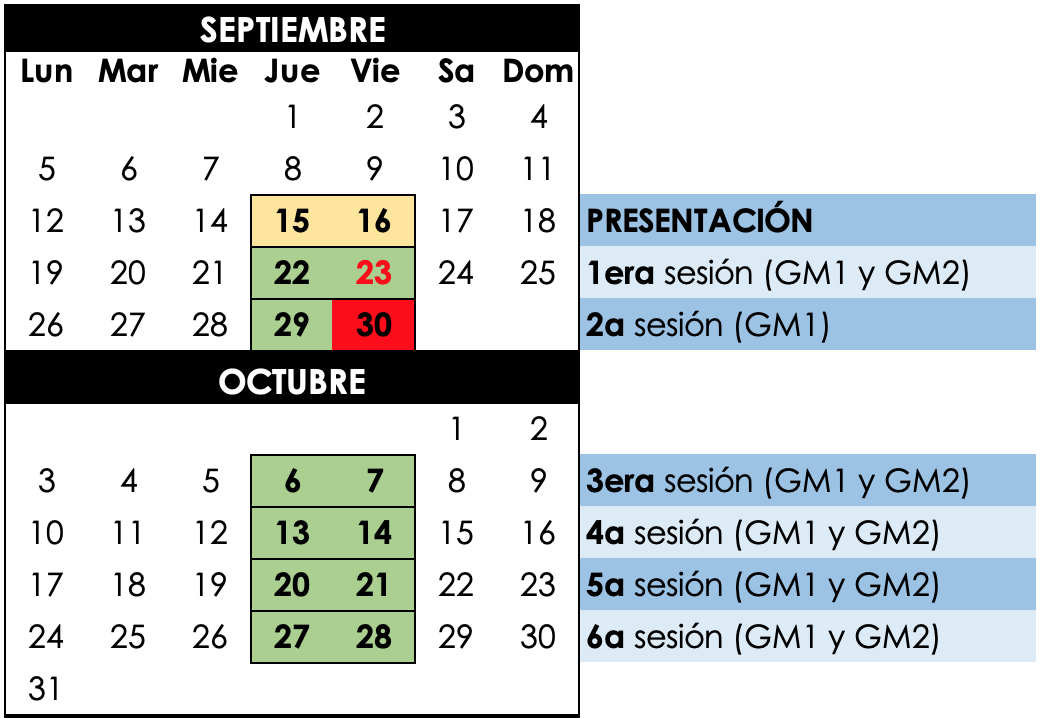 SEPTIEMBRE
Lun Mar Mie Jue Vie Sa Dom
1 2 3 4
5 6 7 8 9 10 11
12 13 14 15 16 17 18 PRESENTACIÓN
19 20 21 22 23 24 25 1era sesión (GM1 y GM2)
26 27 28 29 30 2a sesión (GM1)
OCTUBRE
1 2
3 4 5 6 7 8 9 3era sesión (GM1 y GM2)
10 11 12 13 14 15 16 4a sesión (GM1 y GM2)
17 18 19 20 21 22 23 5a sesión (GM1 y GM2)
24 25 26 27 28 29 30 6a sesión (GM1 y GM2)
31